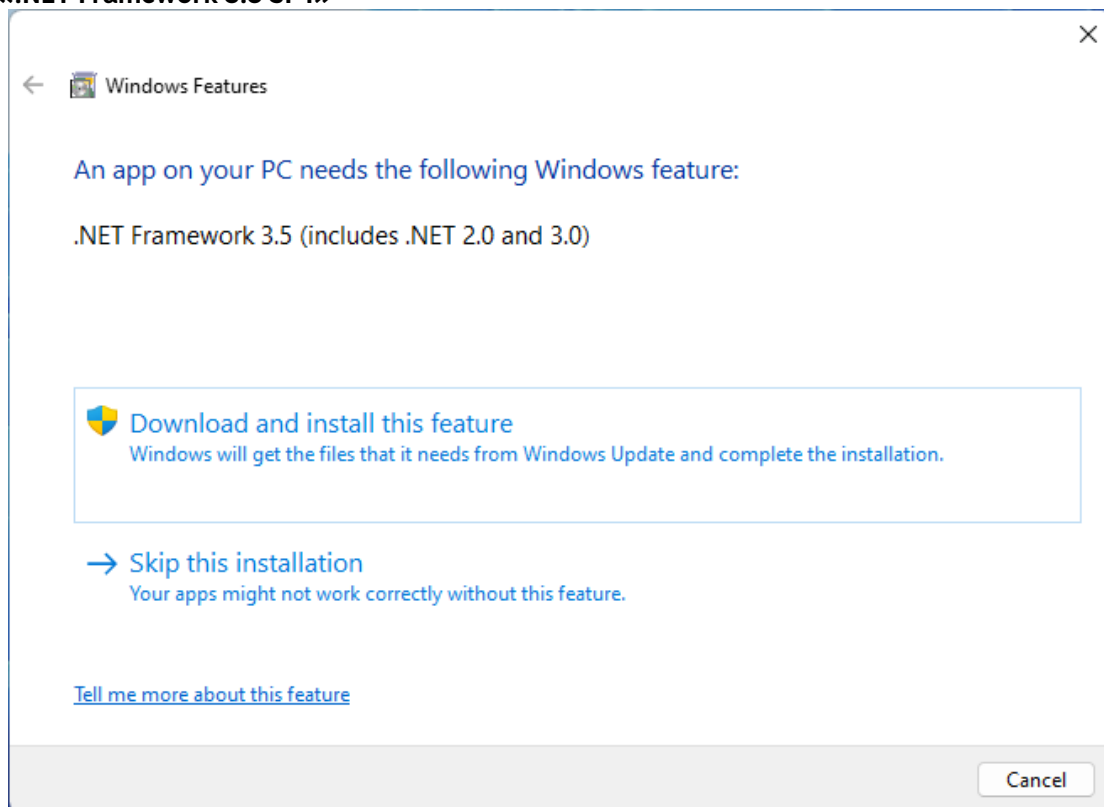 Windows Features
An app on your PC needs the following Windows feature:
.NET Framework 3.5 (includes .NET 2.0 and 3.0)
Download and install this feature
Windows will get the files that it needs from Windows Update and complete the installation.
Skip this installation
Your apps might not work correctly without this feature.
Tell me more about this feature
Cancel